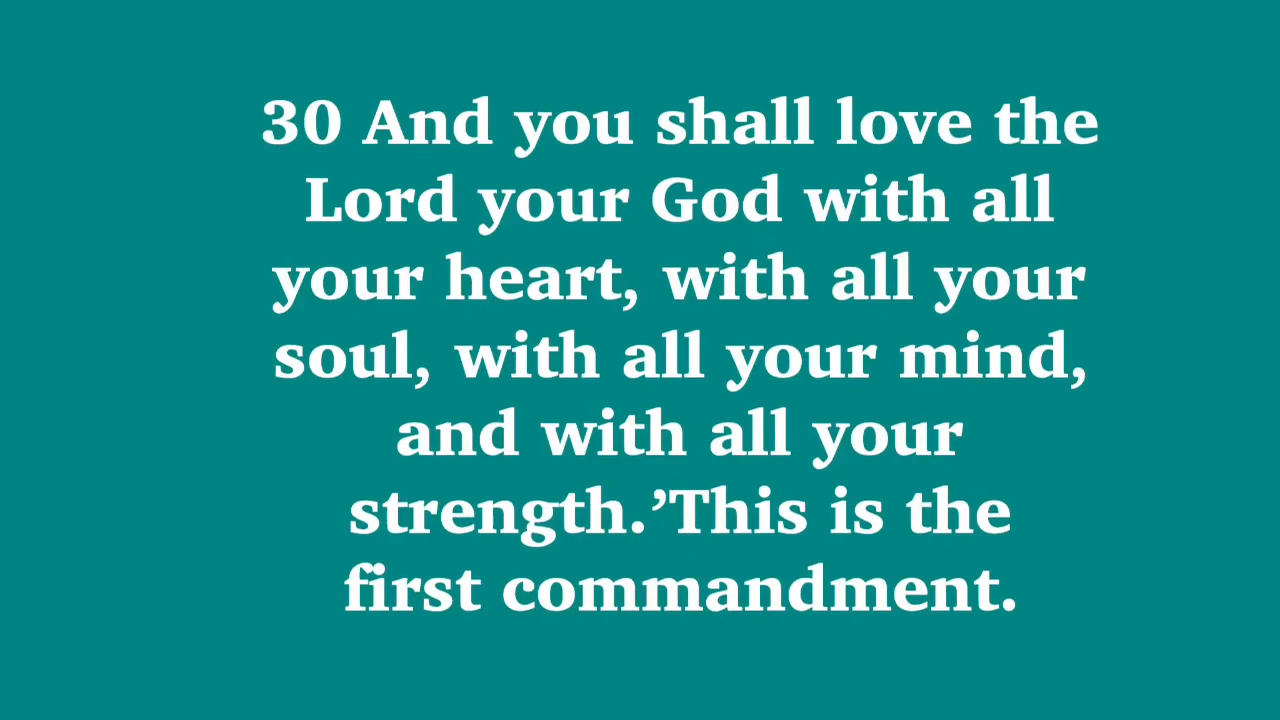 30 And you shall love the
Lord your God with all
your heart, with all your
soul, with all your mind,
and with all your
strength.’This is the
first commandment.